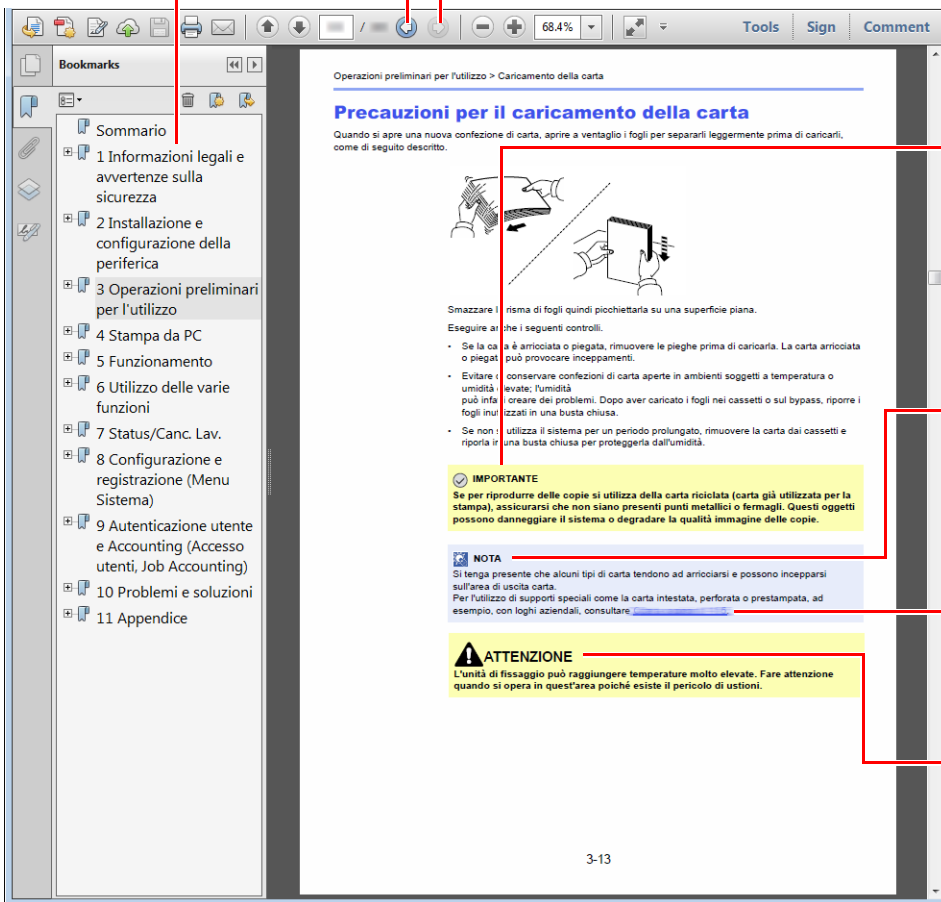 / 68.4% Tools Sign Comment
Bookmarks
Sommario
1 Informazioni legali e
avvertenze sulla
sicurezza
2 Installazione e
configurazione della
periferica
3 Operazioni preliminari
per l'utilizzo
4 Stampa da PC
5 Funzionamento
6 Utilizzo delle varie
funzioni
7 Status/Canc. Lav.
8 Configurazione e
registrazione (Menu
Sistema)
9 Autenticazione utente
e Accounting (Accesso
utenti, Job Accounting)
10 Problemi e soluzioni
11 Appendice
Operazioni preliminari per l'utilizzo > Caricamento della carta
Precauzioni per il caricamento della carta
Quando si apre una nuova confezione di carta, aprire a ventaglio i fogli per separarli leggermente prima di caricarli,
come di seguito descritto.
Smazzare risma di fogli quindi picchiettarla su una superficie piana.
Eseguire anche i seguenti controlli.
• Se la carta è arricciata o piegata, rimuovere le pieghe prima di caricarla. La carta arricciata
o piegata può provocare inceppamenti.
• Evitare di conservare confezioni di carta aperte in ambienti soggetti a temperatura o
umidità elevate; l'umidità
può infatti creare dei problemi. Dopo aver caricato i fogli nei cassetti o sul bypass, riporre i
fogli inutilizzati in una busta chiusa.
• Se non si utilizza il sistema per un periodo prolungato, rimuovere la carta dai cassetti e
riporla in una busta chiusa per proteggerla dall'umidità.
IMPORTANTE
Se per riprodurre delle copie si utilizza della carta riciclata (carta già utilizzata per la
stampa), assicurarsi che non siano presenti punti metallici o fermagli. Questi oggetti
possono danneggiare il sistema o degradare la qualità immagine delle copie.
NOTA
Si tenga presente che alcuni tipi di carta tendono ad arricciarsi e possono incepparsi
sull'area di uscita carta.
Per l'utilizzo di supporti speciali come la carta intestata, perforata o prestampata, ad
esempio, con loghi aziendali, consultare
ATTENZIONE
L'unità di fissaggio può raggiungere temperature molto elevate. Fare attenzione
quando si opera in quest'area poiché esiste il pericolo di ustioni.
3-13